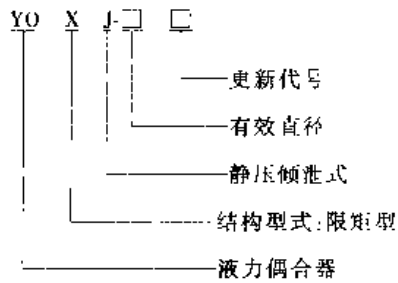 YO X J-□ □
更新代号
有效直径
静压倾泄式
结构型式:限矩型
液力偶合器